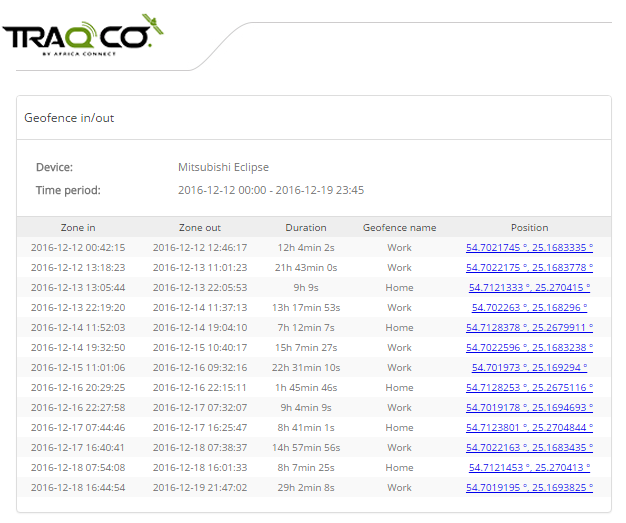 TRAQCO.
BY AFRICA CONNECT
Geofence in/out
Device: Mitsubishi Eclipse
Time period: 2016-12-12 00:00 - 2016-12-19 23:45
Zone in Zone out Duration Geofence name Position
2016-12-12 00:42:15 2016-12-12 12:46:17 12h 4min 2s Work 54.7021745 °, 25.1683335 °
2016-12-12 13:18:23 2016-12-13 11:01:23 21h 43min 0s Work 54.7022175 °, 25.1683778 °
2016-12-13 13:05:44 2016-12-13 22:05:53 9h 9s Home 54.7121333 °, 25.270415 °
2016-12-13 22:19:20 2016-12-14 11:37:13 13h 17min 53s Work 54.702263 °, 25.168296 °
2016-12-14 11:52:03 2016-12-14 19:04:10 7h 12min 7s Home 54.7128378 °, 25.2679911 °
2016-12-14 19:32:50 2016-12-15 10:40:17 15h 7min 27s Work 54.7022596 °, 25.1683238 °
2016-12-15 11:01:06 2016-12-16 09:32:16 22h 31min 10s Work 54.701973 °, 25.169294 °
2016-12-16 20:29:25 2016-12-16 22:15:11 1h 45min 46s Home 54.7128253 °, 25.2675116 °
2016-12-16 22:27:58 2016-12-17 07:32:07 9h 4min 9s Work 54.7019178 °, 25.1694693 °
2016-12-17 07:44:46 2016-12-17 16:25:47 8h 41min 1s Home 54.7123801 °, 25.2704844 °
2016-12-17 16:40:41 2016-12-18 07:38:37 14h 57min 56s Work 54.7022163 °, 25.1683435 °
2016-12-18 07:54:08 2016-12-18 16:01:33 8h 7min 25s Home 54.7121453 °, 25.270413 °
2016-12-18 16:44:54 2016-12-19 21:47:02 29h 2min 8s Work 54.7019195 °, 25.1693825 °